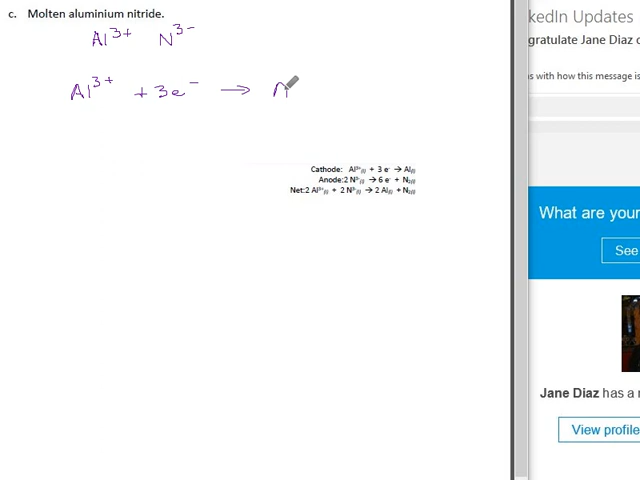 c. Molten aluminium nitride.
Al³⁺ N³⁻
Al³⁺ + 3e⁻ →
Cathode: Al³⁺(l) + 3 e⁻ → Al(l)
Anode:2 N³⁻(l) → 6 e⁻ + N₂(g)
Net:2 Al³⁺(l) + 2 N³⁻(l) → 2 Al(l) + N₂(g)
kedIn Updates
gratulate Jane Diaz
s with how this message is
What are your
See
Jane Diaz has a
View profile